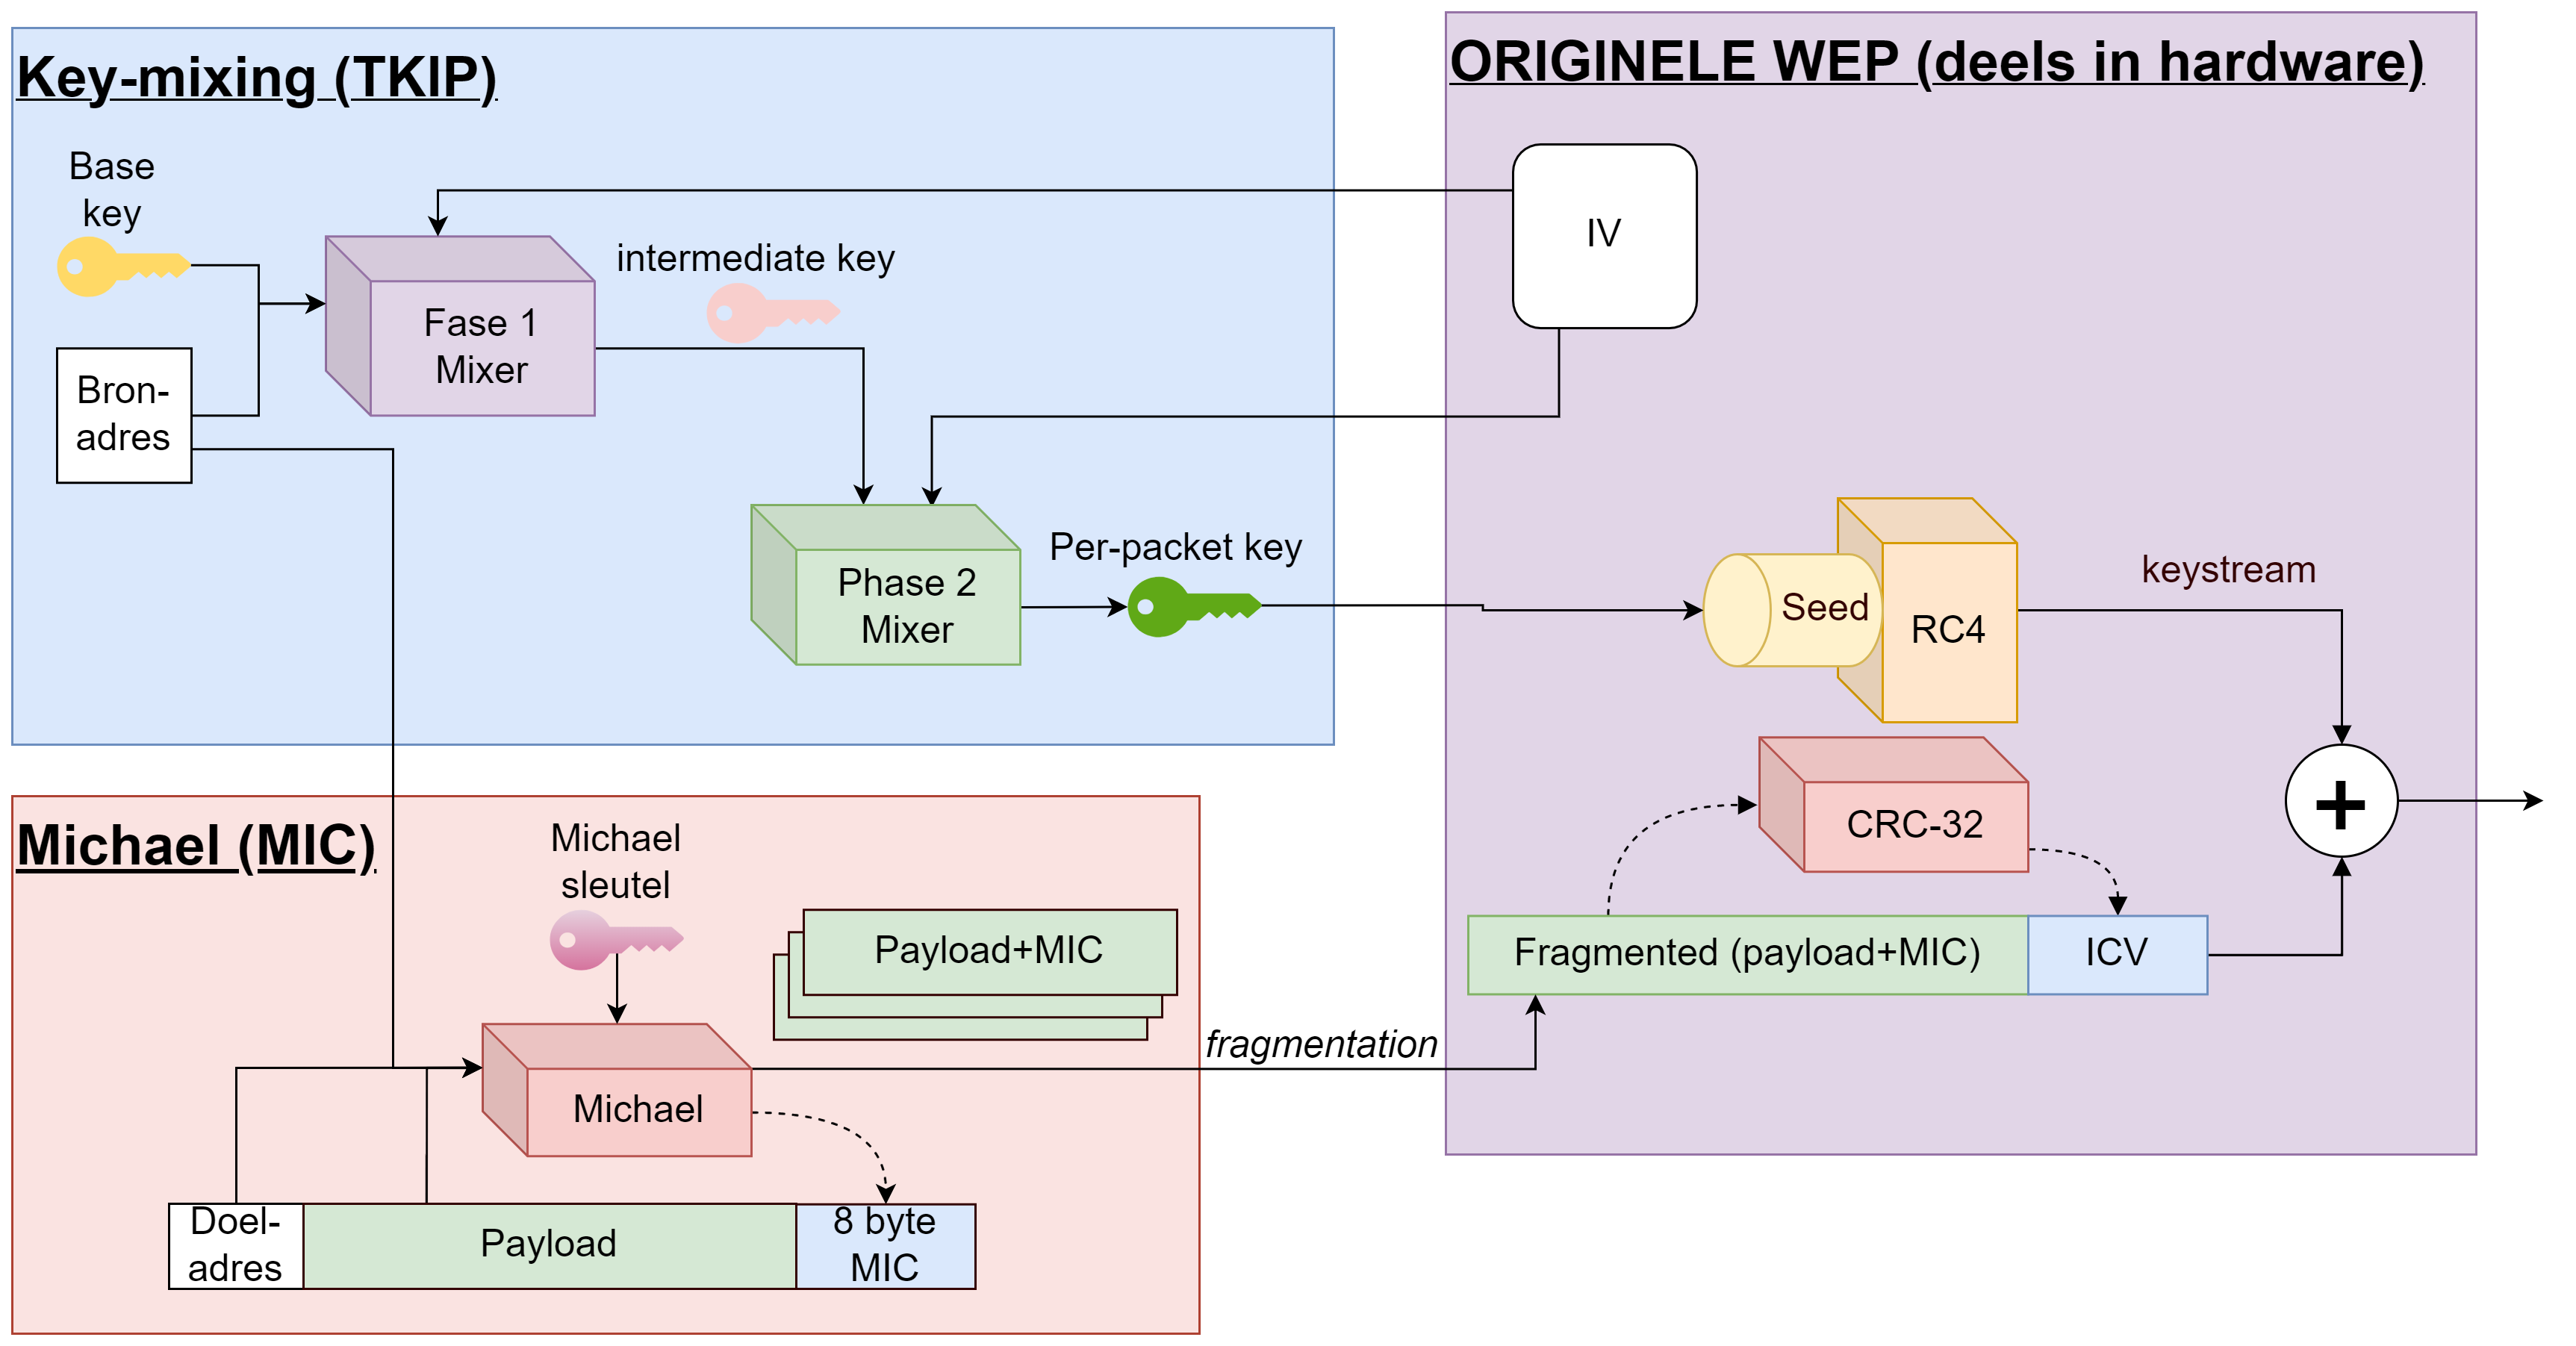 Key-mixing (TKIP)
Base
key
intermediate key
Fase 1
Mixer
Bron-
adres
Phase 2
Mixer
Per-packet key
ORIGINELE WEP (deels in hardware)
IV
Seed
RC4
keystream
CRC-32
+
Fragmented (payload+MIC)
ICV
Michael (MIC)
Michael
sleutel
Payload+MIC
fragmentation
Michael
Doel-
adres
Payload
8 byte
MIC